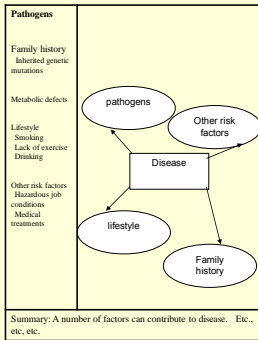 Pathogens
Family history
Inherited genetic
mutations
Metabolic defects
Lifestyle
Smoking
Lack of exercise
Drinking
Other risk factors
Hazardous job
conditions
Medical
treatments
pathogens
Other risk
factors
Disease
lifestyle
Family
history
Summary: A number of factors can contribute to disease. Etc.,
etc, etc.